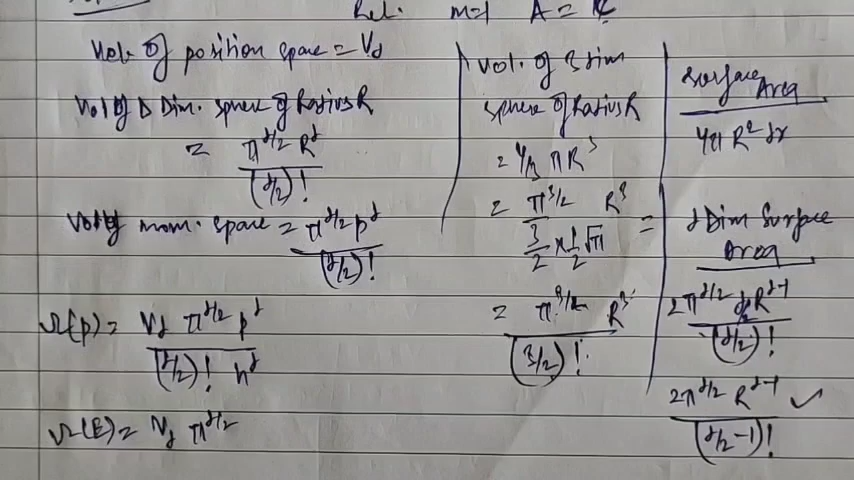 Rel. m=1 A = C
Vol. Of position space = V_d
Vol of D Dim. sphere of Radius R
= π^{d/2} R^d / (d/2)!
Vol of mom. space = π^{d/2} p^d / (d/2)!
Ω(p) = V_d π^{d/2} p^d / (d/2)! h^d
Ω(E) = V_d π^{d/2}
Vol. of 3 dim
sphere of Radius R
= 4/3 π R^3
= π^{3/2} R^3 / 3/2 × 1/2 √π =
= π^{3/2} R^3 / (3/2)!
Surface Area
4π R^2 dr
d Dim Surface
Area
2π^{d/2} d/2 R^{d-1} / (d/2)!
2π^{d/2} R^{d-1} / (d/2-1)! ✓